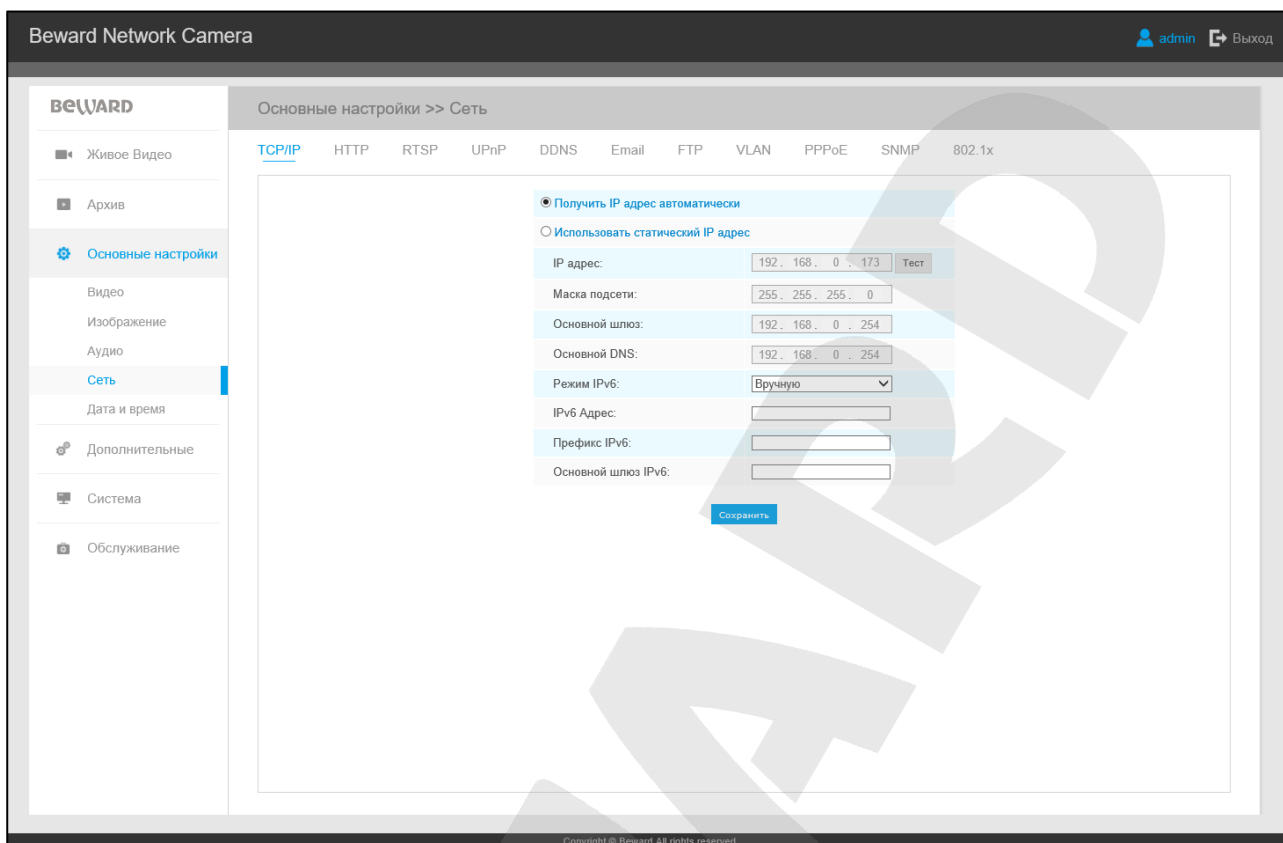 Beward Network Camera
admin Выход
BEWARD
Основные настройки >> Сеть
Живое Видео
Архив
Основные настройки
Видео
Изображение
Аудио
Сеть
Дата и время
Дополнительные
Система
Обслуживание
TCP/IP HTTP RTSP UPnP DDNS Email FTP VLAN PPPoE SNMP 802.1x
Получить IP адрес автоматически
Использовать статический IP адрес
IP адрес: 192. 168. 0 . 173 Тест
Маска подсети: 255. 255. 255. 0
Основной шлюз: 192. 168. 0 . 254
Основной DNS: 192. 168. 0 . 254
Режим IPv6: Вручную
IPv6 Адрес:
Префикс IPv6:
Основной шлюз IPv6:
Сохранить
Copyright © Beward All rights reserved